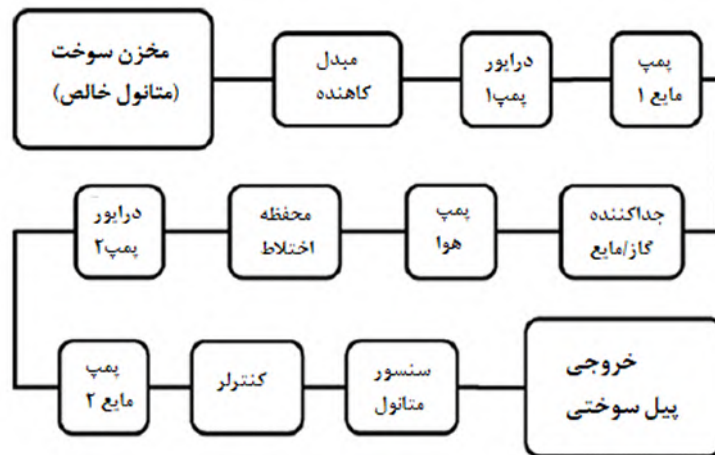 مخزن سوخت
(متانول خالص)
مبدل
کاهنده
درایور
پمپ۱
پمپ
مایع ۱
درایور
پمپ۲
محفظه
اختلاط
پمپ
هوا
جداکننده
گاز/مایع
پمپ
مایع ۲
کنترلر
سنسور
متانول
خروجی
پیل سوختی